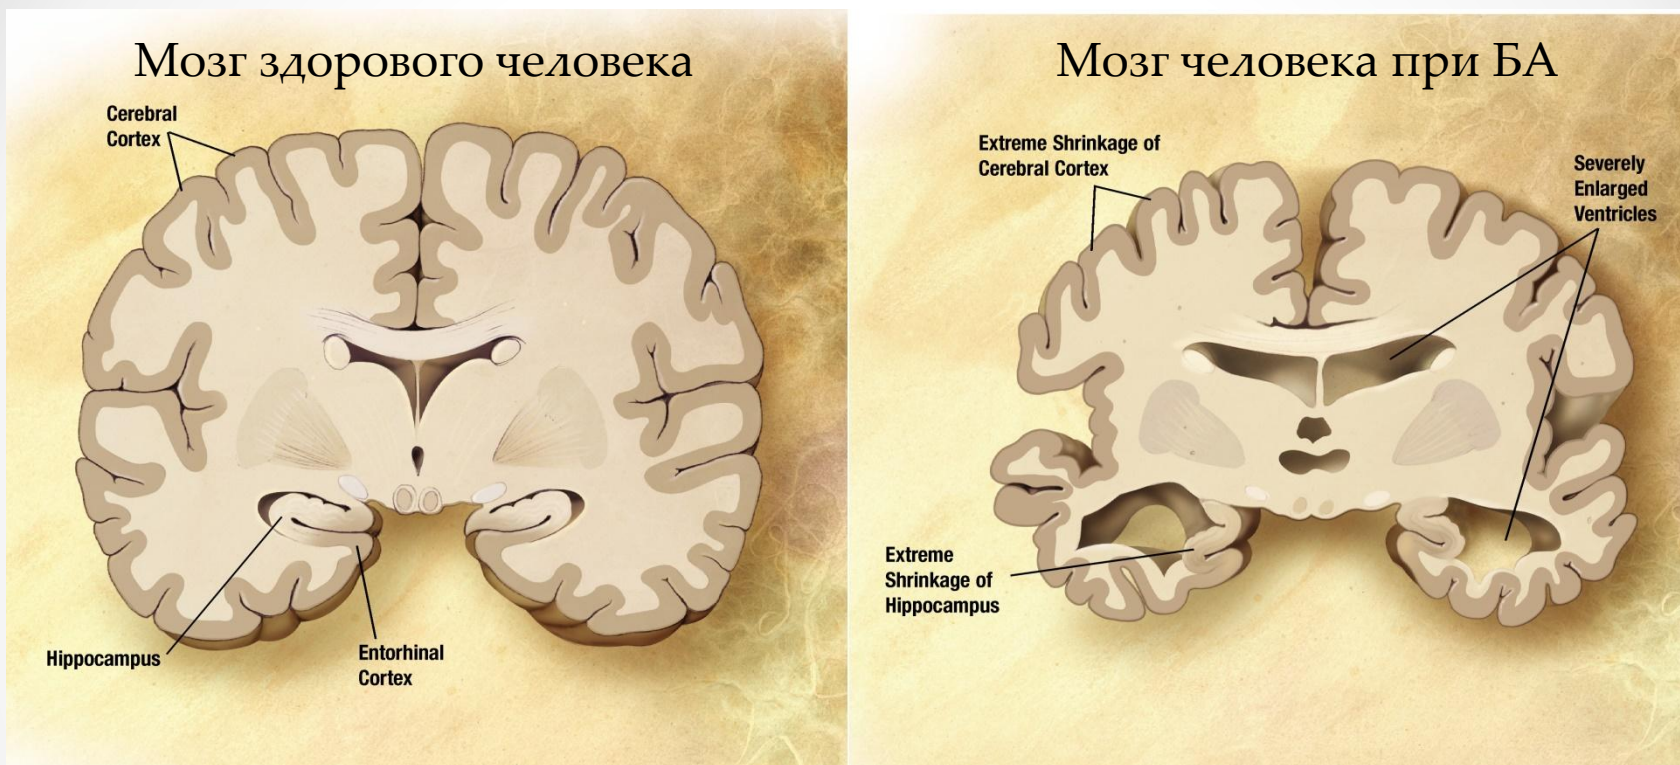 Мозг здорового человека
Cerebral
Cortex
Hippocampus
Entorhinal
Cortex
Мозг человека при БА
Extreme Shrinkage of
Cerebral Cortex
Severely
Enlarged
Ventricles
Extreme
Shrinkage of
Hippocampus